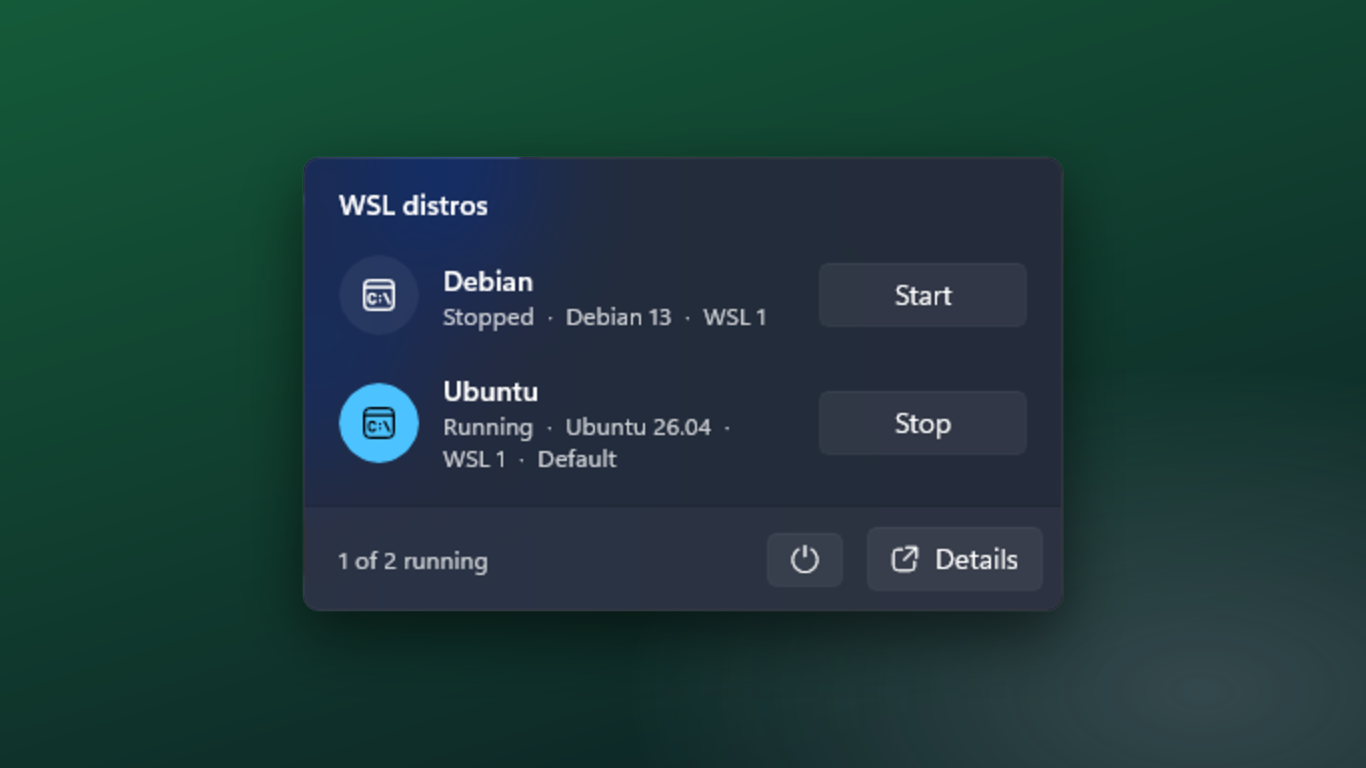 WSL distros
C:\
Debian
Stopped · Debian 13 · WSL 1
Start
C:\
Ubuntu
Running · Ubuntu 26.04 ·
WSL 1 · Default
Stop
1 of 2 running
Details